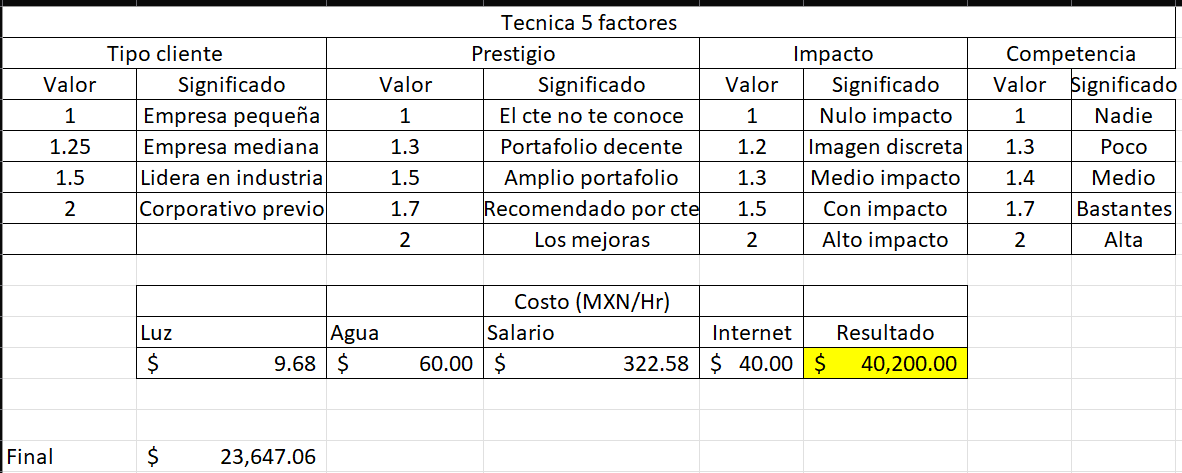 Tecnica 5 factores
Tipo cliente Prestigio Impacto Competencia
Valor Significado Valor Significado Valor Significado Valor Significado
1 Empresa pequeña 1 El cte no te conoce 1 Nulo impacto 1 Nadie
1.25 Empresa mediana 1.3 Portafolio decente 1.2 Imagen discreta 1.3 Poco
1.5 Lidera en industria 1.5 Amplio portafolio 1.3 Medio impacto 1.4 Medio
2 Corporativo previo 1.7 Recomendado por cte 1.5 Con impacto 1.7 Bastantes
2 Los mejoras 2 Alto impacto 2 Alta
Costo (MXN/Hr)
Luz Agua Salario Internet Resultado
$ 9.68 $ 60.00 $ 322.58 $ 40.00 $ 40,200.00
Final $ 23,647.06